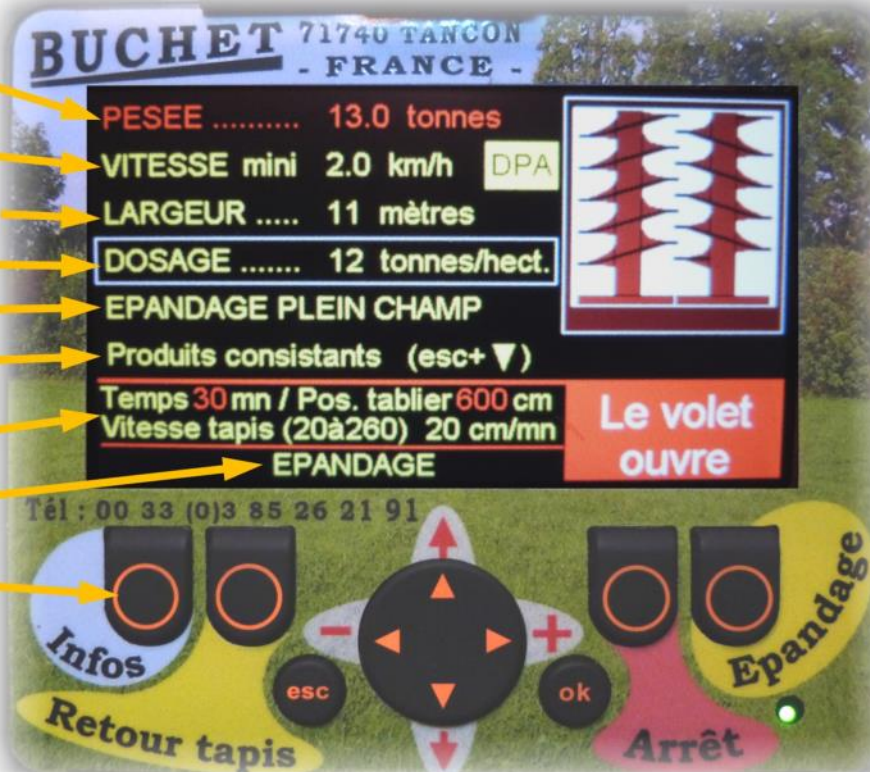 BUCHET 71740 TANCON
- FRANCE -
PESEE .......... 13.0 tonnes
VITESSE mini 2.0 km/h DPA
LARGEUR ..... 11 mètres
DOSAGE ....... 12 tonnes/hect.
EPANDAGE PLEIN CHAMP
Produits consistants (esc+▼)
Temps 30 mn / Pos. tablier 600 cm
Vitesse tapis (20à260) 20 cm/mn
EPANDAGE
Le volet
ouvre
Tél : 00 33 (0)3 85 26 21 91
Infos
Retour tapis
esc
-
+
ok
Arrêt
Epandage